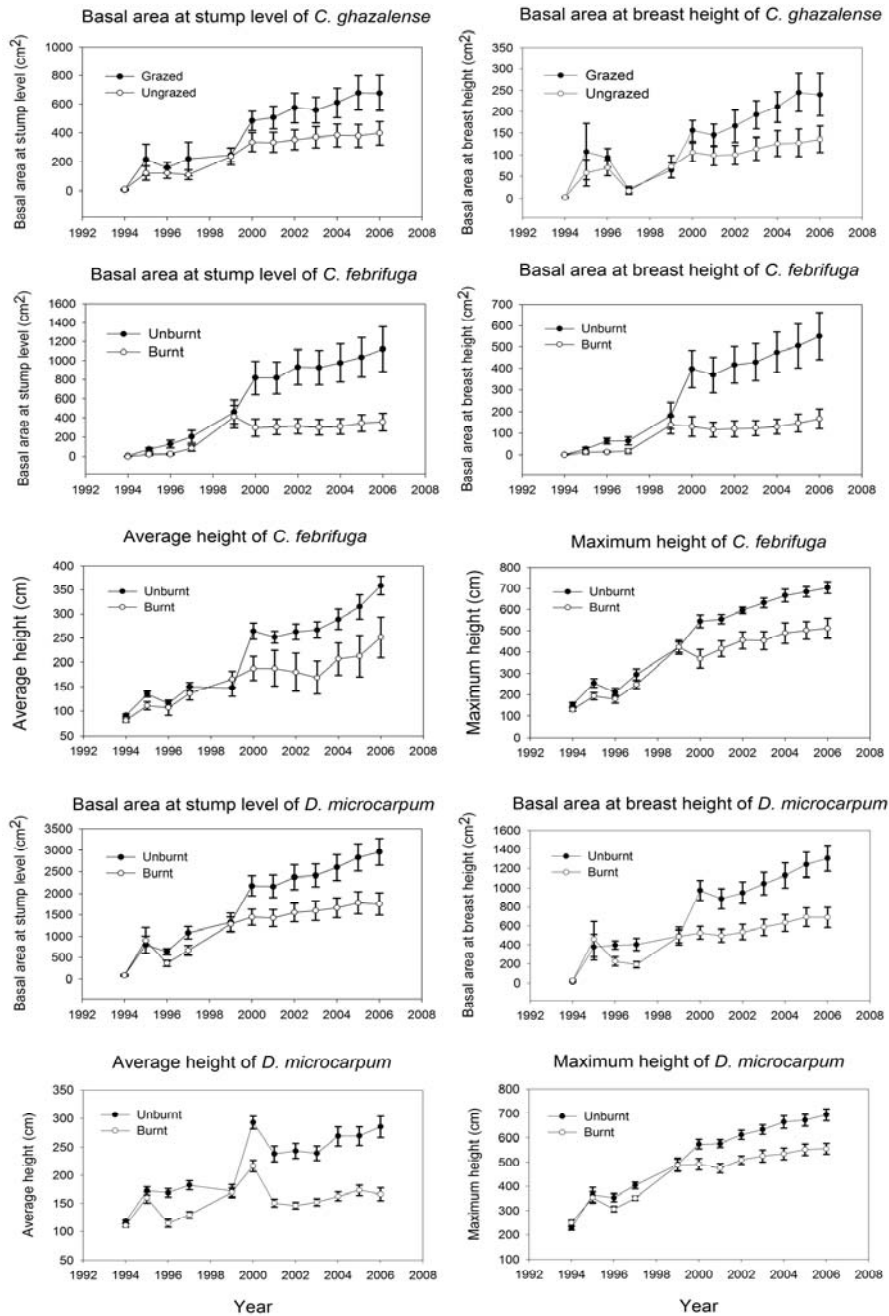 Basal area at stump level of C. ghazalense
Basal area at stump level (cm²)
1000
800
600
400
200
0
Grazed
Ungrazed
1992 1994 1996 1998 2000 2002 2004 2006 2008
Basal area at breast height of C. ghazalense
Basal area at breast height (cm²)
350
300
250
200
150
100
50
0
Grazed
Ungrazed
1992 1994 1996 1998 2000 2002 2004 2006 2008
Basal area at stump level of C. febrifuga
Basal arae at stump level (cm²)
1600
1400
1200
1000
800
600
400
200
0
Unburnt
Burnt
1992 1994 1996 1998 2000 2002 2004 2006 2008
Basal area at breast height of C. febrifuga
Basal area at breast height (cm²)
700
600
500
400
300
200
100
0
Unburnt
Burnt
1992 1994 1996 1998 2000 2002 2004 2006 2008
Average height of C. febrifuga
Average height (cm)
400
350
300
250
200
150
100
50
Unburnt
Burnt
1992 1994 1996 1998 2000 2002 2004 2006 2008
Maximum height of C. febrifuga
Maximum height (cm)
800
700
600
500
400
300
200
100
0
Unburnt
Burnt
1992 1994 1996 1998 2000 2002 2004 2006 2008
Basal area at stump level of D. microcarpum
Basal area at stump level (cm²)
3500
3000
2500
2000
1500
1000
500
0
Unburnt
Burnt
1992 1994 1996 1998 2000 2002 2004 2006 2008
Basal area at breast height of D. microcarpum
Basal area at breast height (cm²)
1600
1400
1200
1000
800
600
400
200
0
Unburnt
Burnt
1992 1994 1996 1998 2000 2002 2004 2006 2008
Average height of D. microcarpum
Average height (cm)
350
300
250
200
150
100
50
Unburnt
Burnt
1992 1994 1996 1998 2000 2002 2004 2006 2008
Year
Maximum height of D. microcarpum
Maximum height (cm)
800
700
600
500
400
300
200
100
Unburnt
Burnt
1992 1994 1996 1998 2000 2002 2004 2006 2008
Year